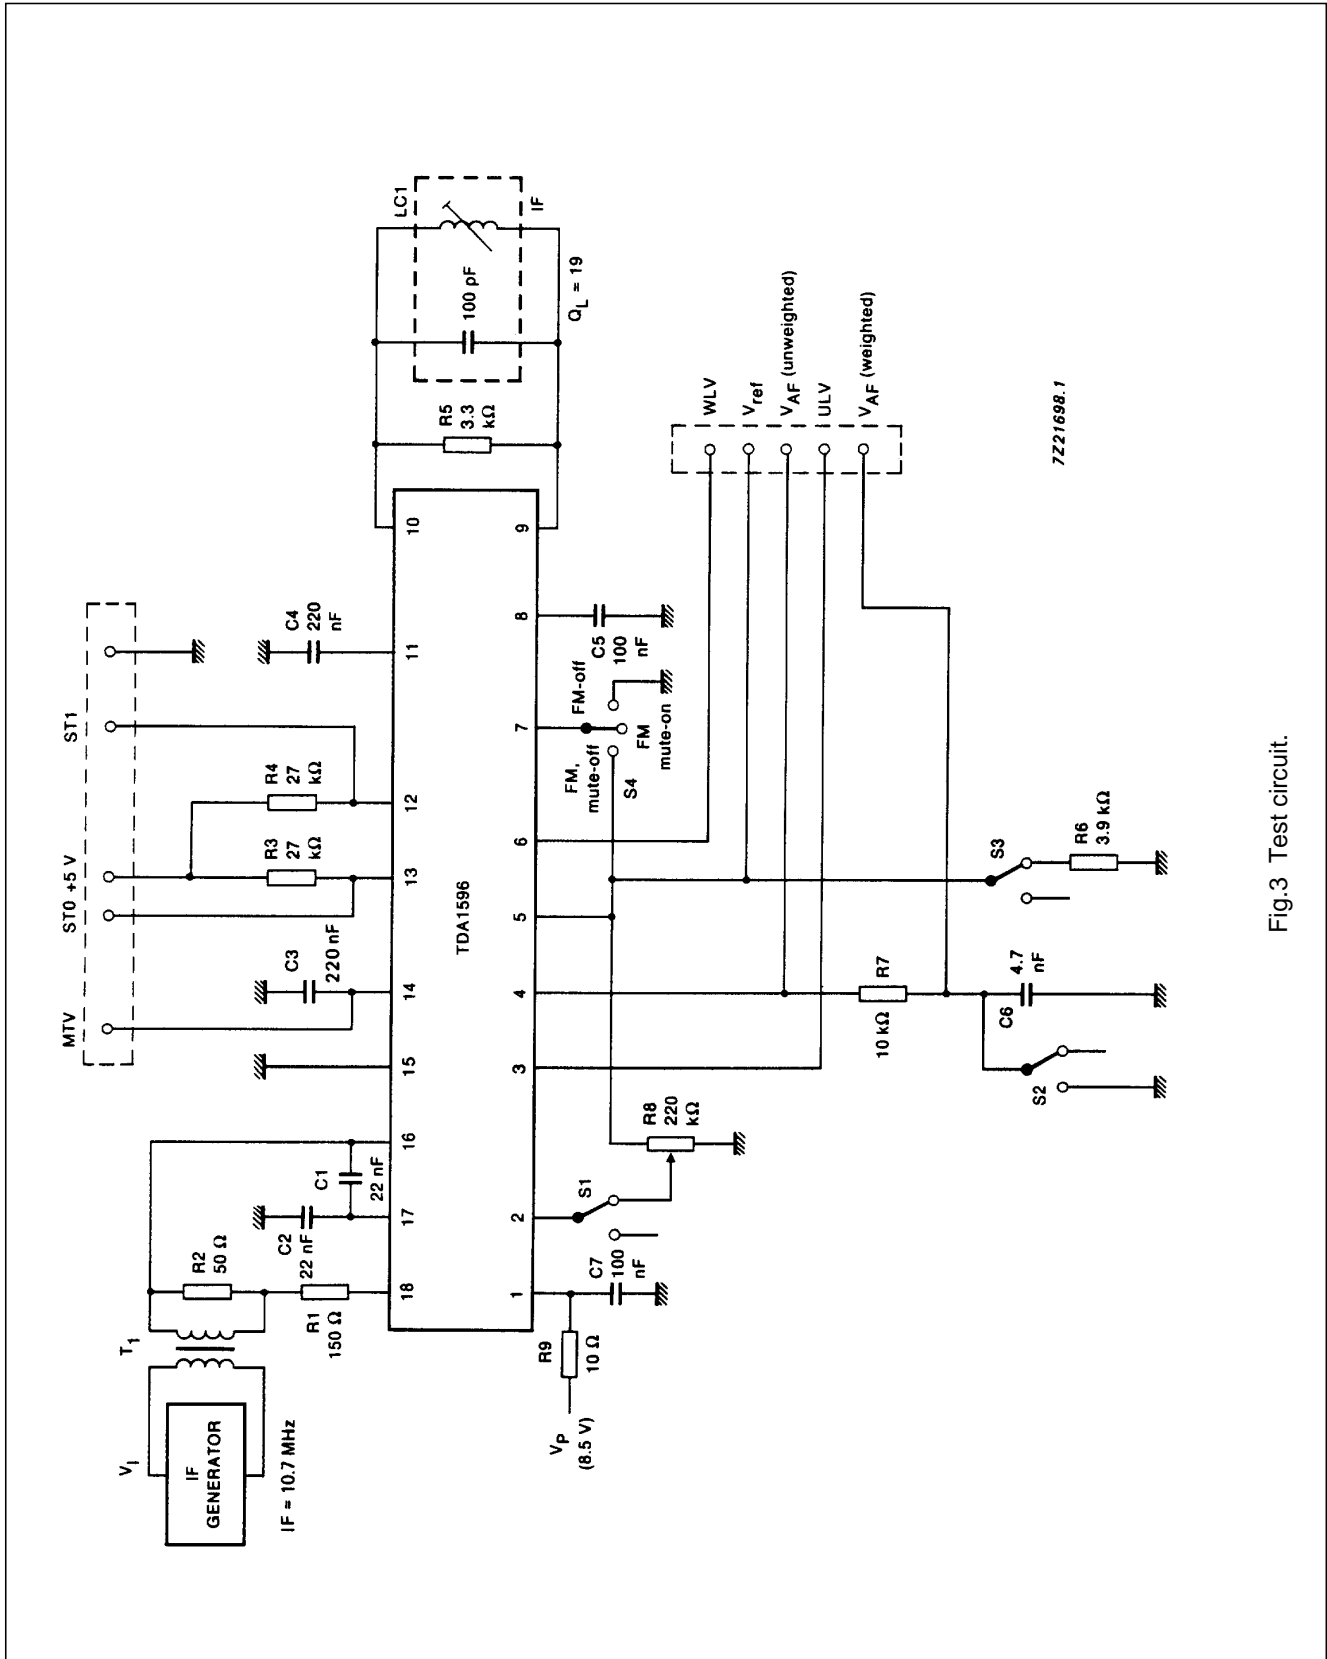 V_I
IF
GENERATOR
IF = 10.7 MHz
T_1
R2
50 Ω
R1
150 Ω
C2
22 nF
C1
22 nF
MTV
ST0 +5 V
ST1
C3
220 nF
R3
27
kΩ
R4
27
kΩ
C4
220
nF
18
17
16
15
14
13
12
11
10
TDA1596
1
2
3
4
5
6
7
8
9
R5
3.3
kΩ
100 pF
LC1
IF
Q_L = 19
V_P
(8.5 V)
R9
10 Ω
C7
100
nF
S1
R8
220
kΩ
FM,
mute-off
S4
FM
mute-on
FM-off
C5
100
nF
WLV
V_ref
V_AF (unweighted)
ULV
V_AF (weighted)
R7
10 kΩ
S2
C6
4.7
nF
S3
R6
3.9 kΩ
7Z21698.1
Fig.3 Test circuit.